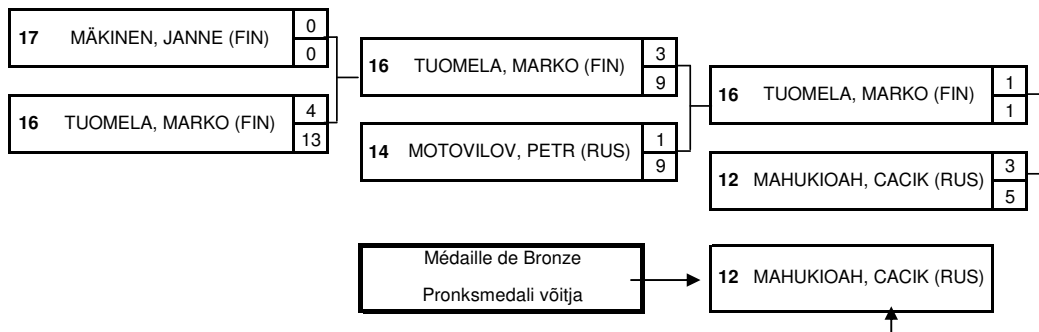 17 MÄKINEN, JANNE (FIN) 0
0
16 TUOMELA, MARKO (FIN) 4
13
16 TUOMELA, MARKO (FIN) 3
9
14 MOTOVILOV, PETR (RUS) 1
9
16 TUOMELA, MARKO (FIN) 1
1
12 MAHUKIOAH, CACIK (RUS) 3
5
Médaille de Bronze
Pronksmedali võitja
12 MAHUKIOAH, CACIK (RUS)